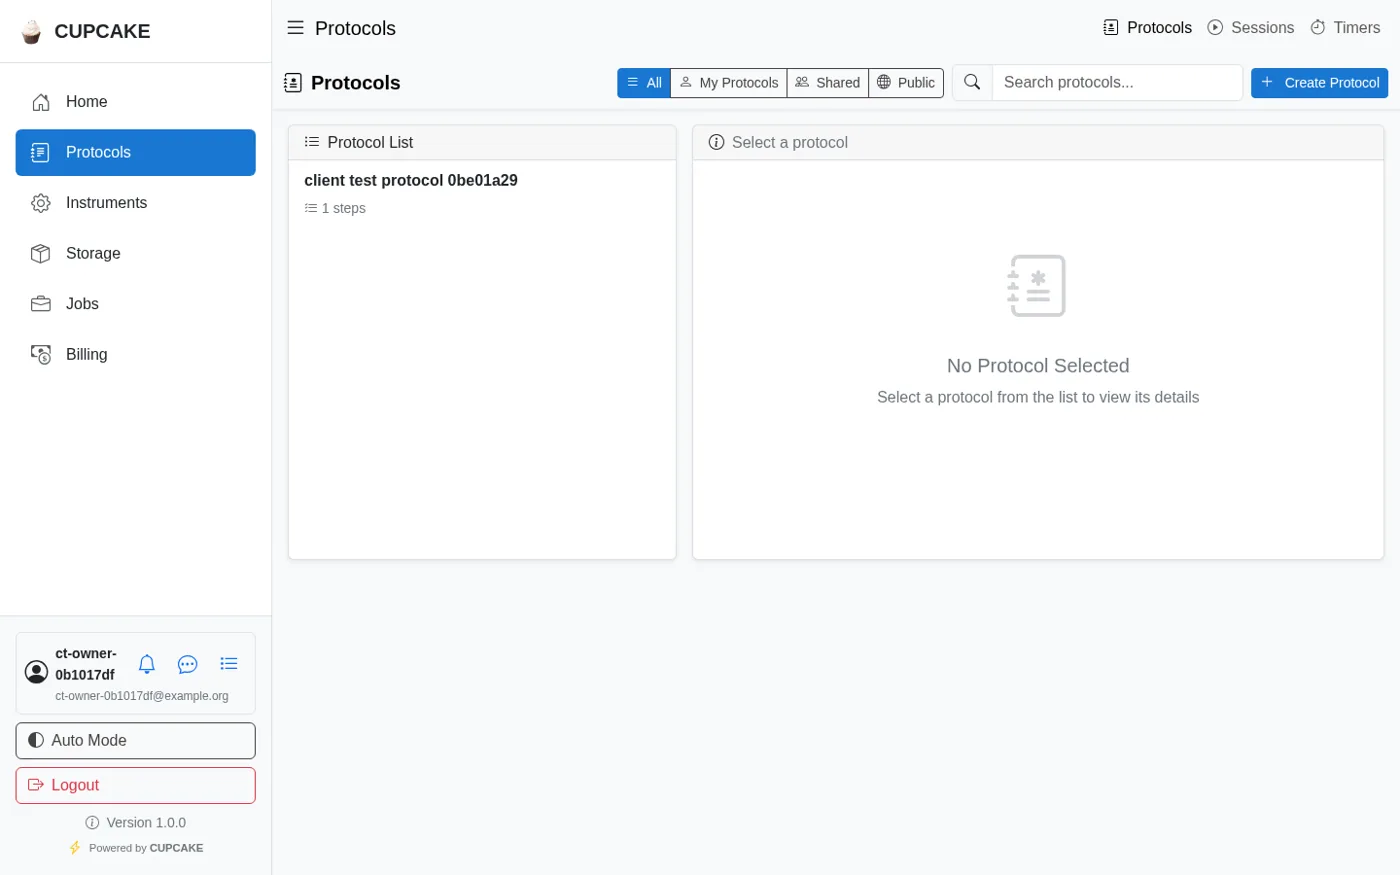 CUPCAKE
Home
Protocols
Instruments
Storage
Jobs
Billing
ct-owner-
0b1017df
ct-owner-0b1017df@example.org
Auto Mode
Logout
Version 1.0.0
Powered by CUPCAKE
Protocols
Protocols
Sessions
Timers
Protocols
All
My Protocols
Shared
Public
Search protocols...
Create Protocol
Protocol List
client test protocol 0be01a29
1 steps
Select a protocol
No Protocol Selected
Select a protocol from the list to view its details